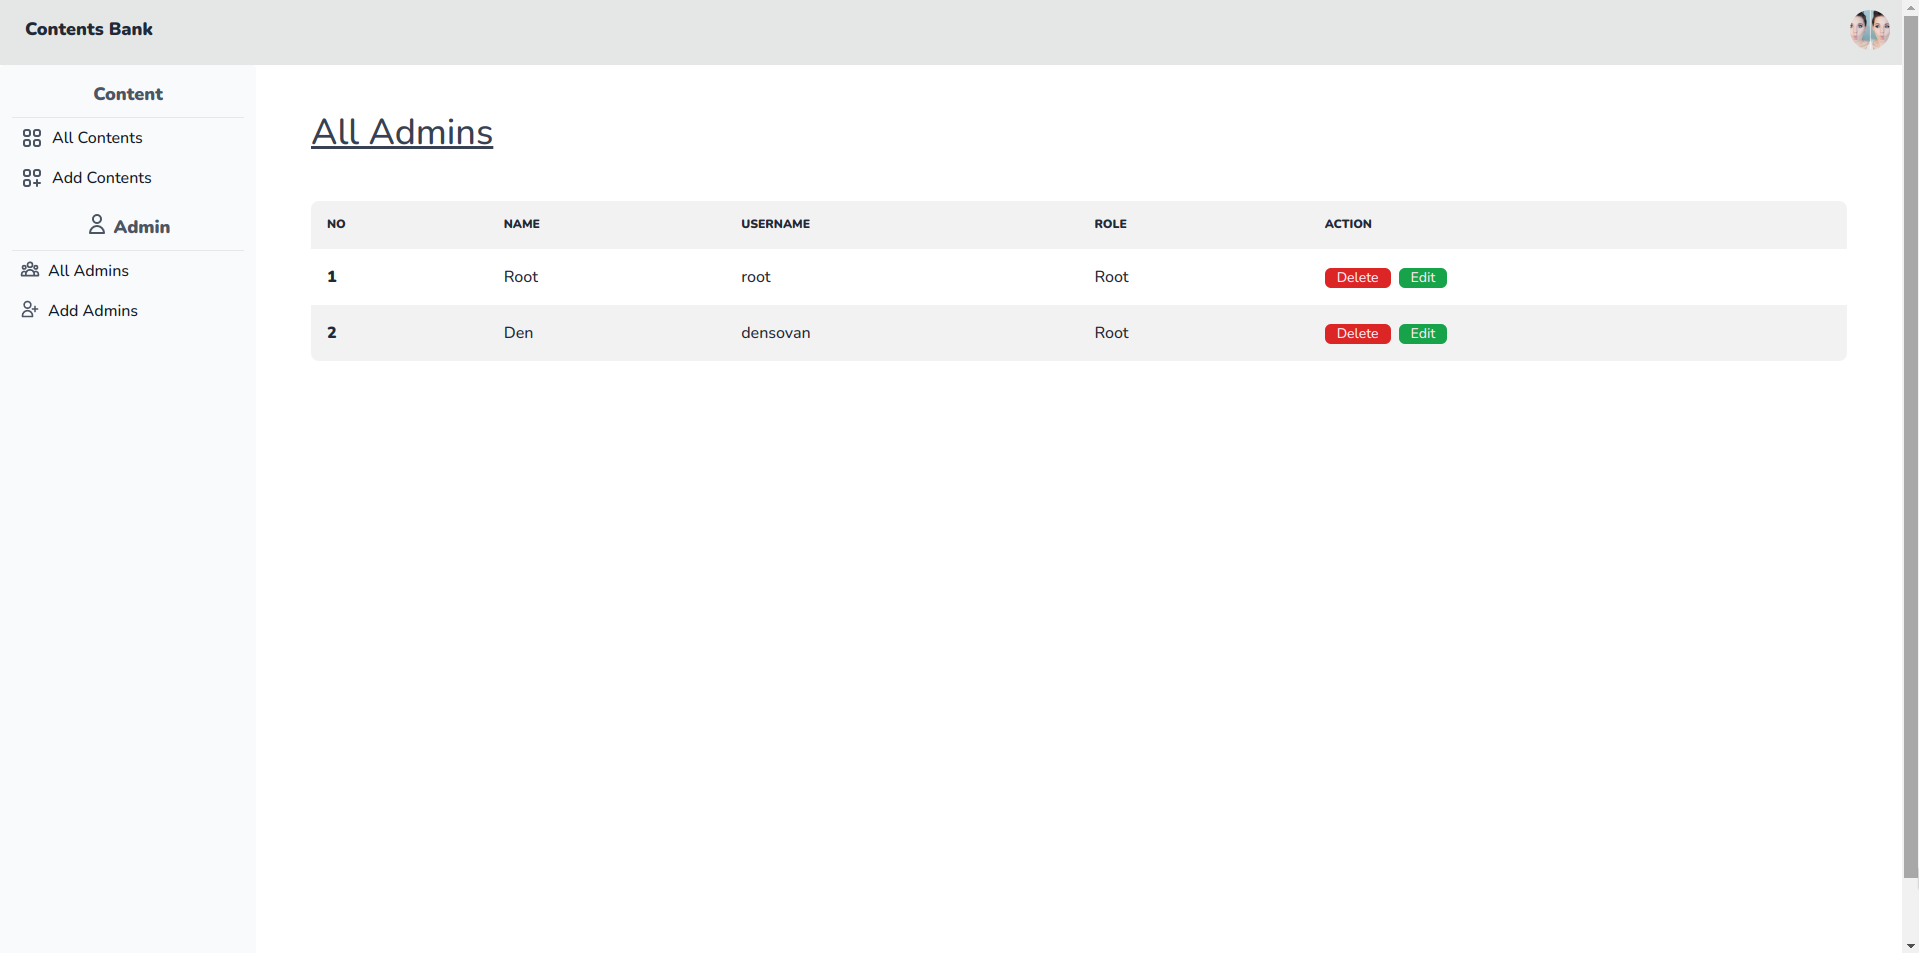 Contents Bank
Content
All Contents
Add Contents
Admin
All Admins
Add Admins
All Admins
NO NAME USERNAME ROLE ACTION
1 Root root Root Delete Edit
2 Den densovan Root Delete Edit